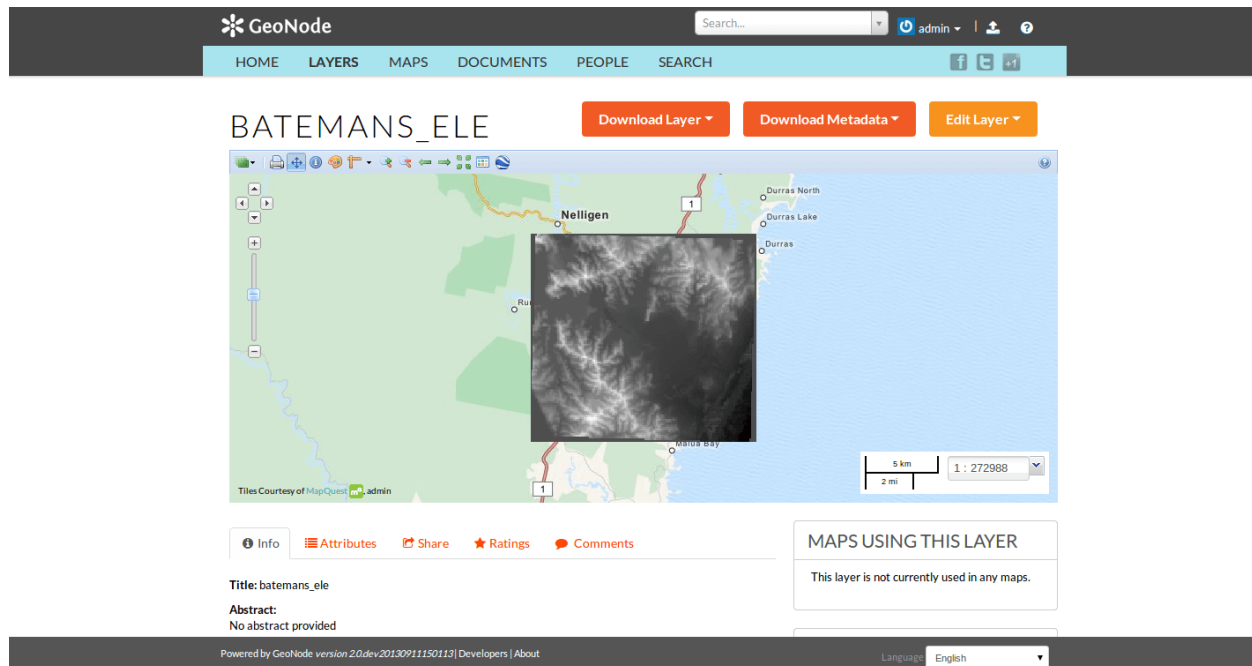 GeoNode
Search...
admin
HOME LAYERS MAPS DOCUMENTS PEOPLE SEARCH
f t +1
BATEMANS_ELE
Download Layer
Download Metadata
Edit Layer
Durras North
1
Nelligen
Durras Lake
Durras
Ru
Malua Bay
5 km
2 mi
1 : 272988
Tiles Courtesy of MapQuest mq, admin
1
Info Attributes Share Ratings Comments
MAPS USING THIS LAYER
This layer is not currently used in any maps.
Title: batemans_ele
Abstract:
No abstract provided
Powered by GeoNode version 2.0.dev20130911150113 | Developers | About
Language English